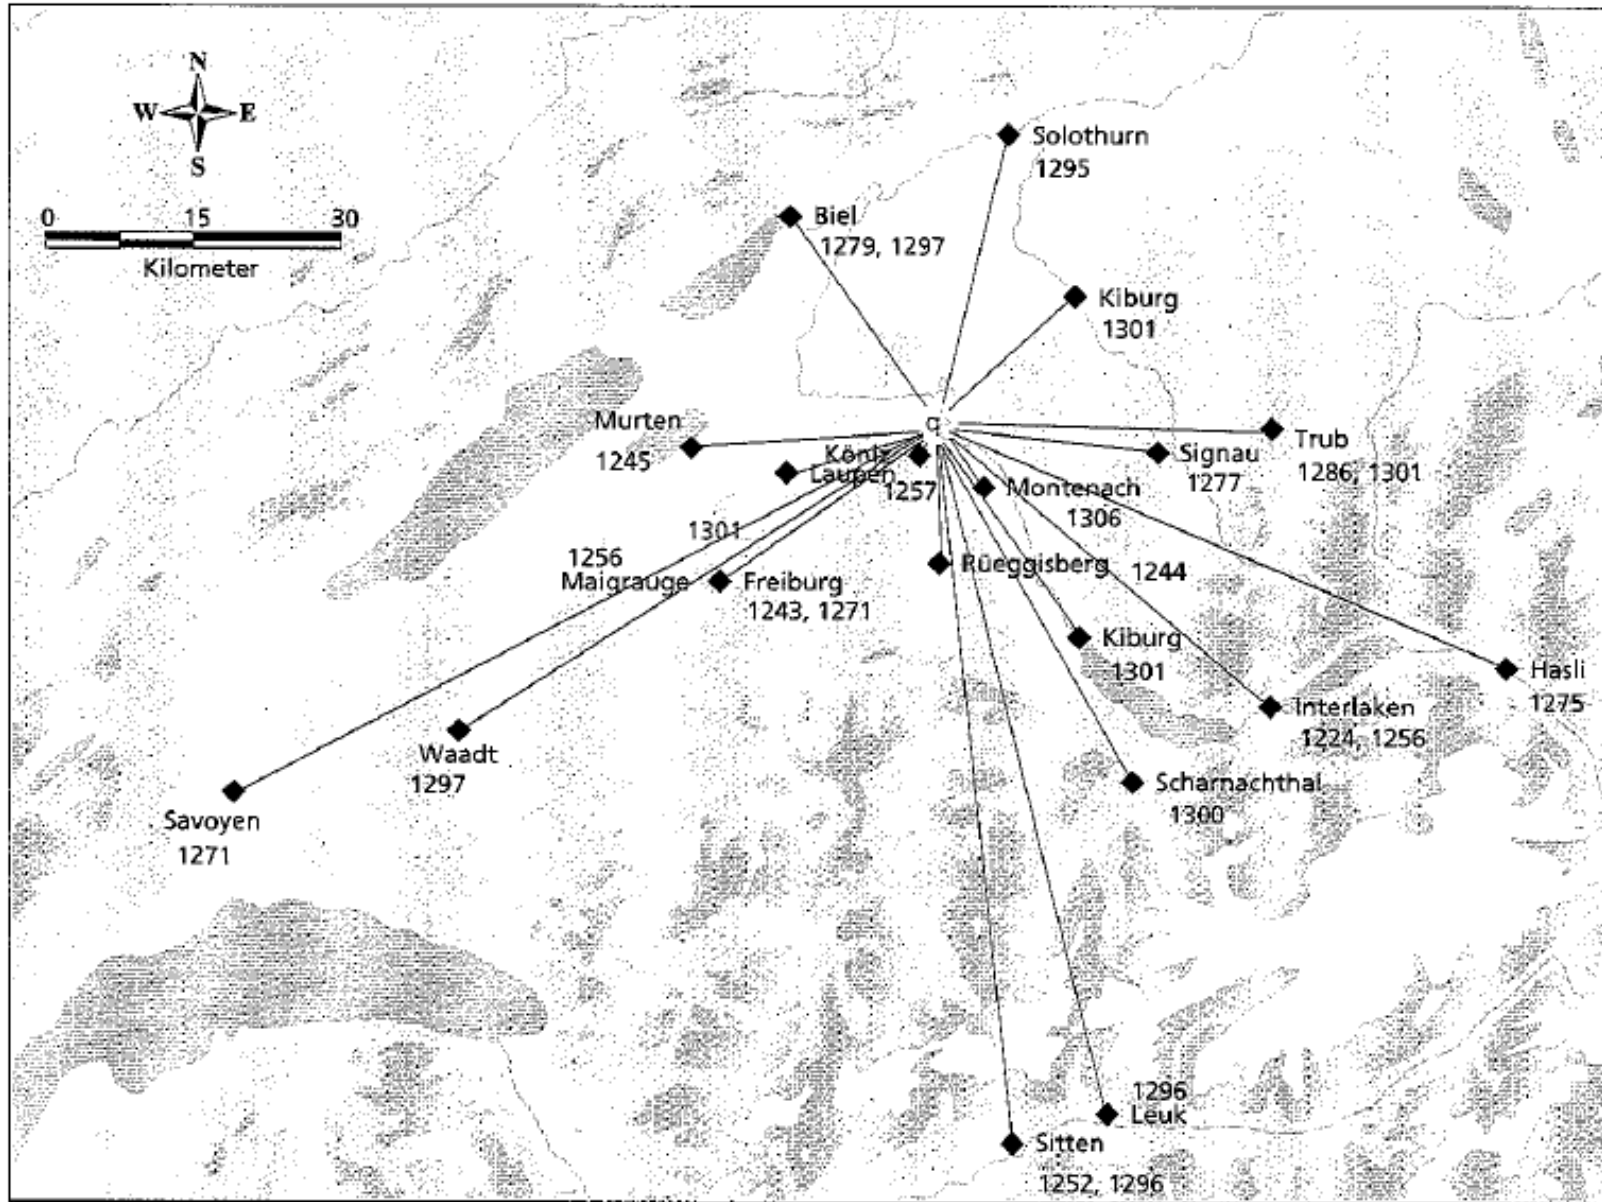 N
W E
S
0 15 30
Kilometer
Solothurn
1295
Biel
1279, 1297
Kiburg
1301
q
Murten
1245
Köniz
Laupen
1257
Signau
1277
Trub
1286, 1301
Montenach
1306
1301
1256
Maigrauge
Freiburg
1243, 1271
Rüeggisberg
1244
Kiburg
1301
Hasli
1275
Interlaken
1224, 1256
Waadt
1297
Scharnachthal
1300
Savoyen
1271
1296
Leuk
Sitten
1252, 1296